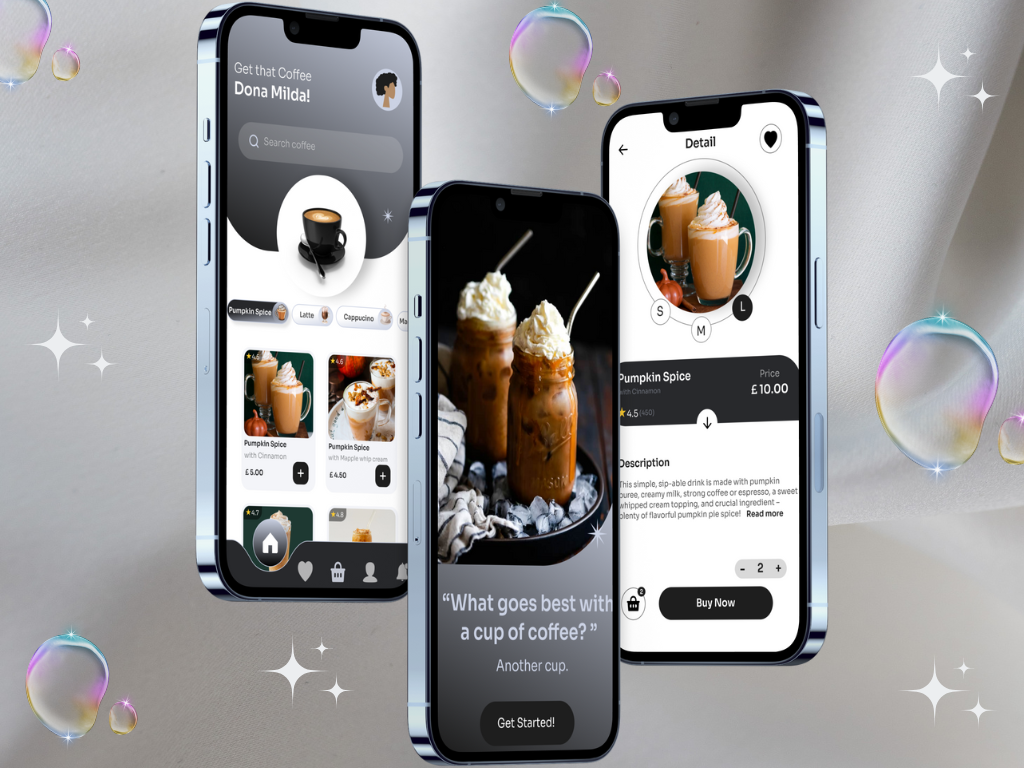 Get that Coffee
Dona Milda!
Search coffee
Pumpkin Spice
Latte
Cappucino
Ma
4.6
4.8
Pumpkin Spice
with Cinnamon
£ 5.00
+
Pumpkin Spice
with Mapple whip cream
£ 4.50
+
4.7
4.8
MASON
“What goes best with
a cup of coffee? ”
Another cup.
Get Started!
Detail
S
M
L
Pumpkin Spice
with Cinnamon
4.5 (450)
Price
£ 10.00
Description
This simple, sip-able drink is made with pumpkin
puree, creamy milk, strong coffee or espresso, a sweet
whipped cream topping, and crucial ingredient –
plenty of flavorful pumpkin pie spice! Read more
- 2 +
2
Buy Now